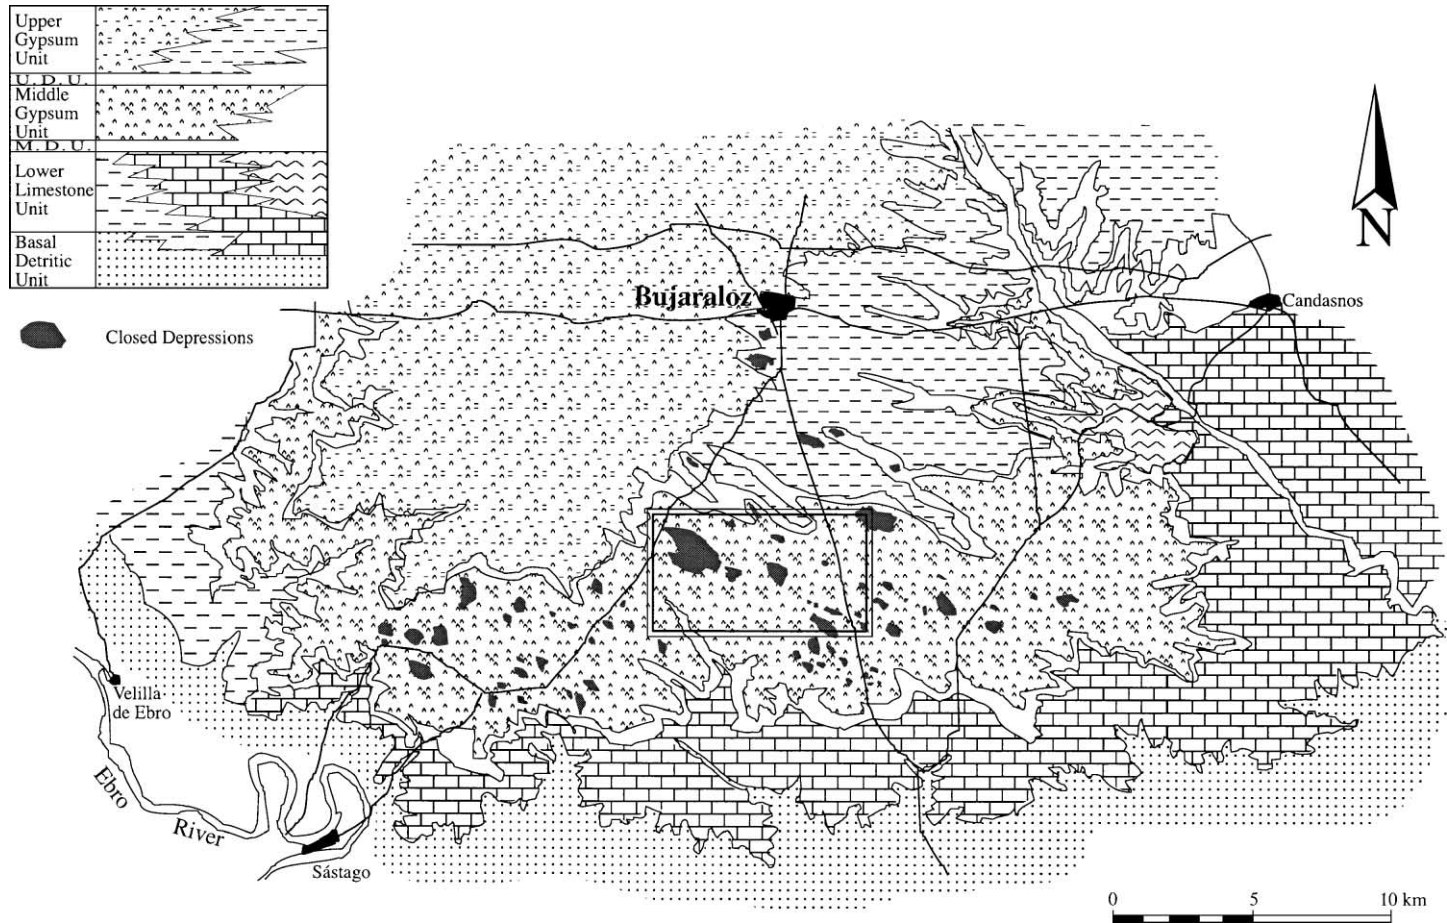 Upper
Gypsum
Unit
U. D. U.
Middle
Gypsum
Unit
M. D. U.
Lower
Limestone
Unit
Basal
Detritic
Unit
Closed Depressions
N
Bujaraloz
Candasnos
Velilla
de Ebro
Ebro
River
Sástago
0 5 10 km